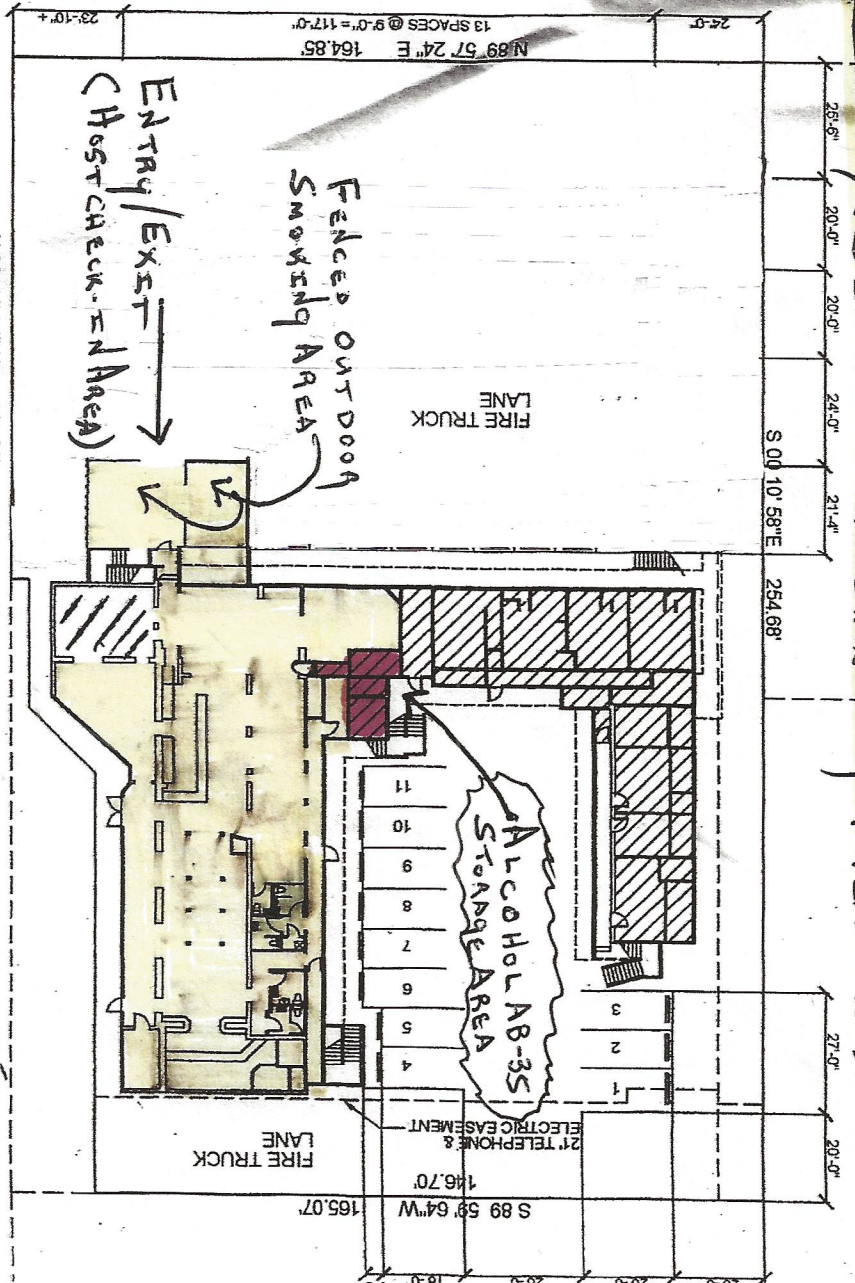 23'-10" +
13 SPACES @ 9'-0" = 117'-0"
24'-0"
N 89 57' 24" E 164.85'
25'-6"
20'-0"
20'-0"
24'-0"
21'-4"
S 00 10' 58"E 254.68'
ENTRY/EXIT
(HOST CHECK-IN AREA)
FENCED OUTDOOR
SMOKING AREA
FIRE TRUCK
LANE
11
10
9
8
7
6
5
4
ALCOHOL AB-35
STORAGE AREA
3
2
1
27'-0"
20'-0"
21' TELEPHONE &
ELECTRIC EASEMENT
FIRE TRUCK
LANE
146.70'
S 89 59' 64"W 165.07'
18'-0"